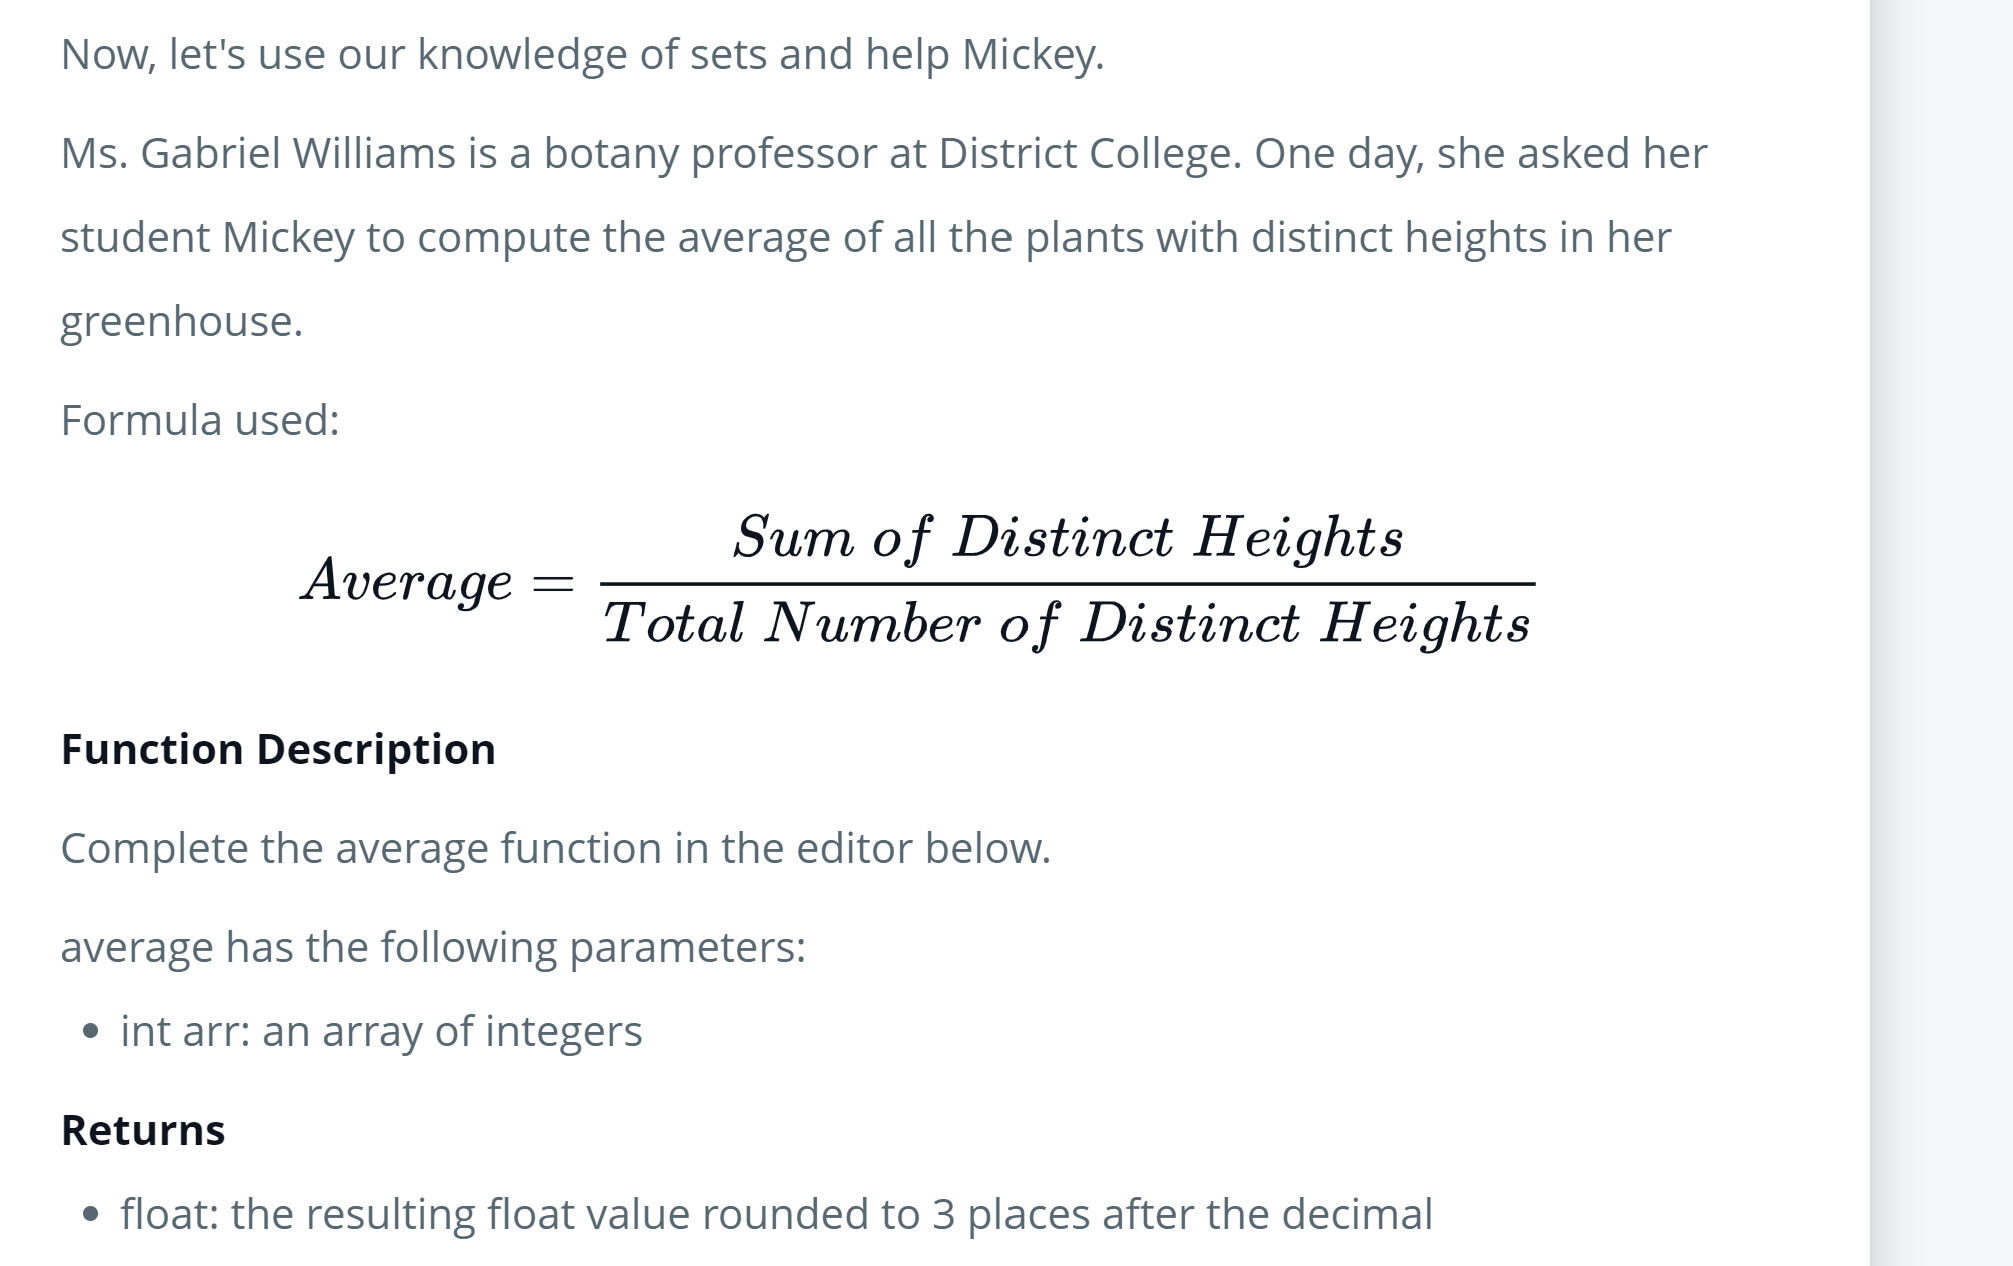 Now, let's use our knowledge of sets and help Mickey.
Ms. Gabriel Williams is a botany professor at District College. One day, she asked her
student Mickey to compute the average of all the plants with distinct heights in her
greenhouse.
Formula used:
Average = Sum of Distinct Heights / Total Number of Distinct Heights
Function Description
Complete the average function in the editor below.
average has the following parameters:
• int arr: an array of integers
Returns
• float: the resulting float value rounded to 3 places after the decimal